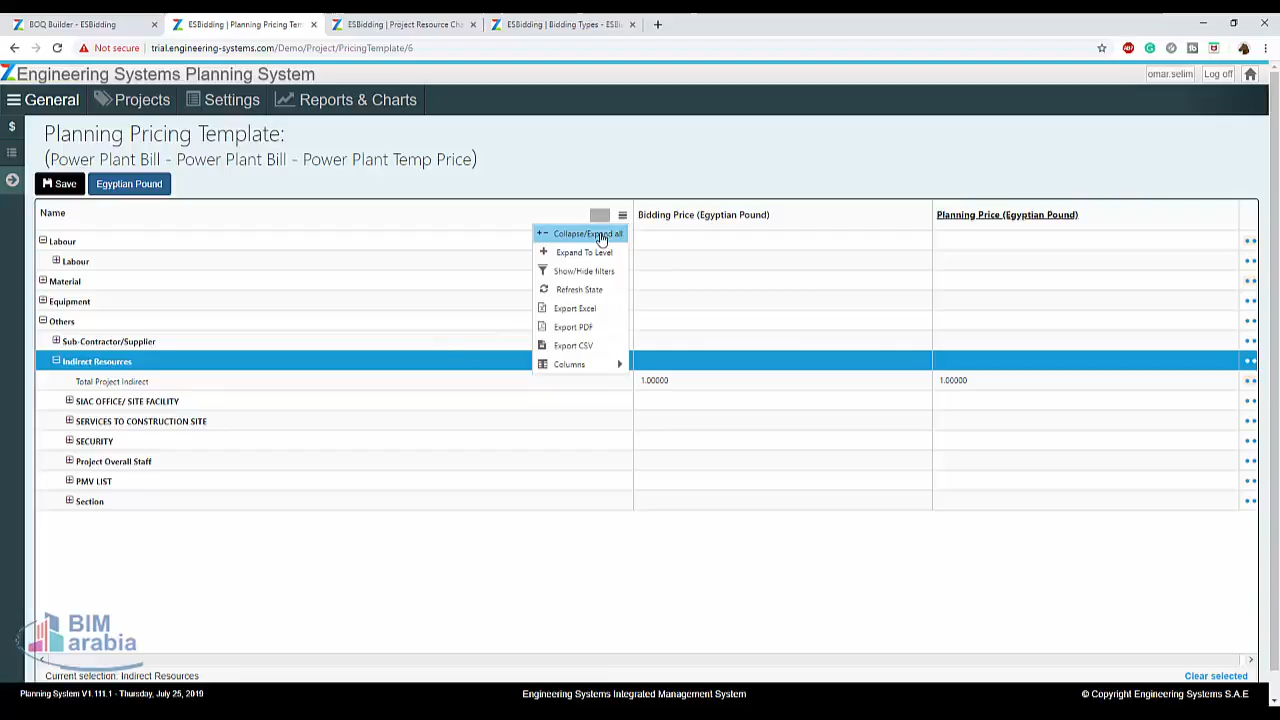 BOQ Builder - ESBidding
ESBidding | Planning Pricing Tem
ESBidding | Project Resource Ch
ESBidding | Bidding Types - ESBi
Not secure
trial.engineering-systems.com/Demo/Project/PricingTemplate/6
Engineering Systems Planning System
omar.selim
Log off
General
Projects
Settings
Reports & Charts
Planning Pricing Template:
(Power Plant Bill - Power Plant Bill - Power Plant Temp Price)
Save
Egyptian Pound
Name
Bidding Price (Egyptian Pound)
Planning Price (Egyptian Pound)
Collapse/Expand all
Expand To Level
Show/Hide filters
Refresh State
Export Excel
Export PDF
Export CSV
Columns
Labour
Labour
Material
Equipment
Others
Sub-Contractor/Supplier
Indirect Resources
Total Project Indirect
1.00000
1.00000
SIAC OFFICE/ SITE FACILITY
SERVICES TO CONSTRUCTION SITE
SECURITY
Project Overall Staff
PMV LIST
Section
BIM
arabia
Current selection: Indirect Resources
Clear selected
Planning System V1.111.1 - Thursday, July 25, 2019
Engineering Systems Integrated Management System
© Copyright Engineering Systems S.A.E